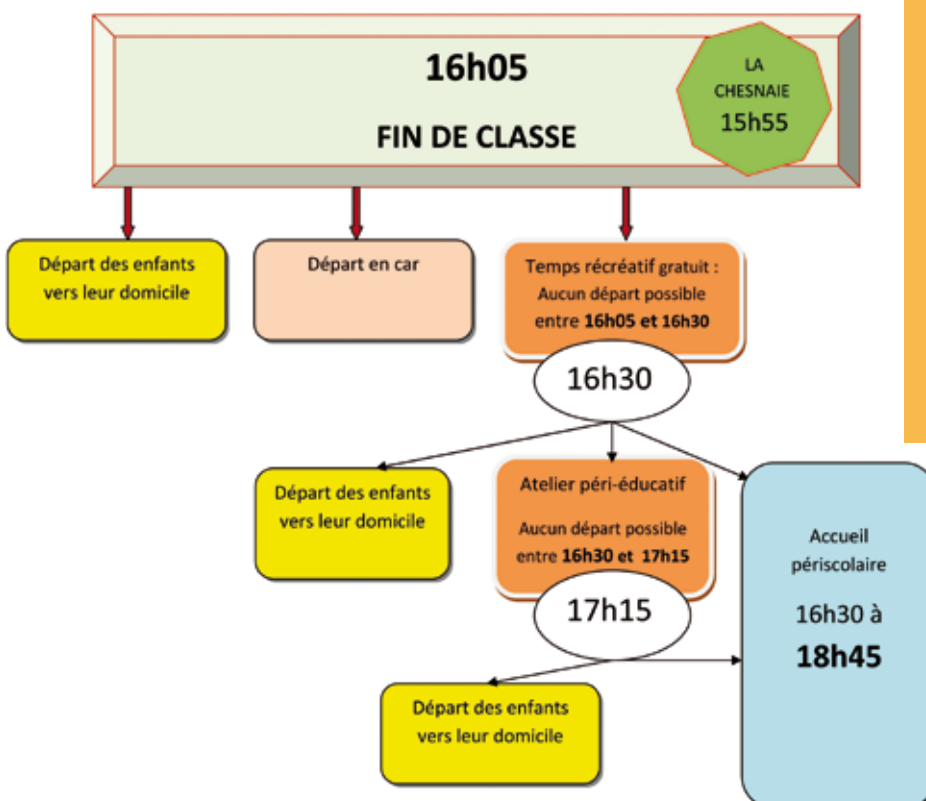 16h05
FIN DE CLASSE
LA
CHESNAIE
15h55
Départ des enfants
vers leur domicile
Départ en car
Temps récréatif gratuit :
Aucun départ possible
entre 16h05 et 16h30
16h30
Départ des enfants
vers leur domicile
Atelier péri-éducatif
Aucun départ possible
entre 16h30 et 17h15
17h15
Accueil
périscolaire
16h30 à
18h45
Départ des enfants
vers leur domicile